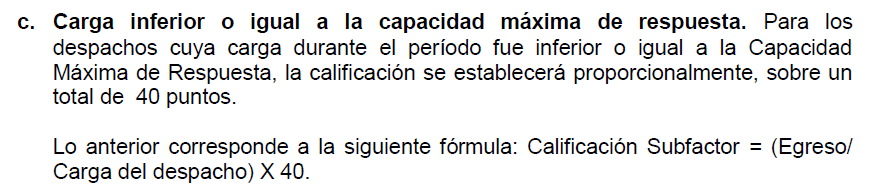 c. Carga inferior o igual a la capacidad máxima de respuesta. Para los
despachos cuya carga durante el período fue inferior o igual a la Capacidad
Máxima de Respuesta, la calificación se establecerá proporcionalmente, sobre un
total de 40 puntos.
Lo anterior corresponde a la siguiente fórmula: Calificación Subfactor = (Egreso/
Carga del despacho) X 40.